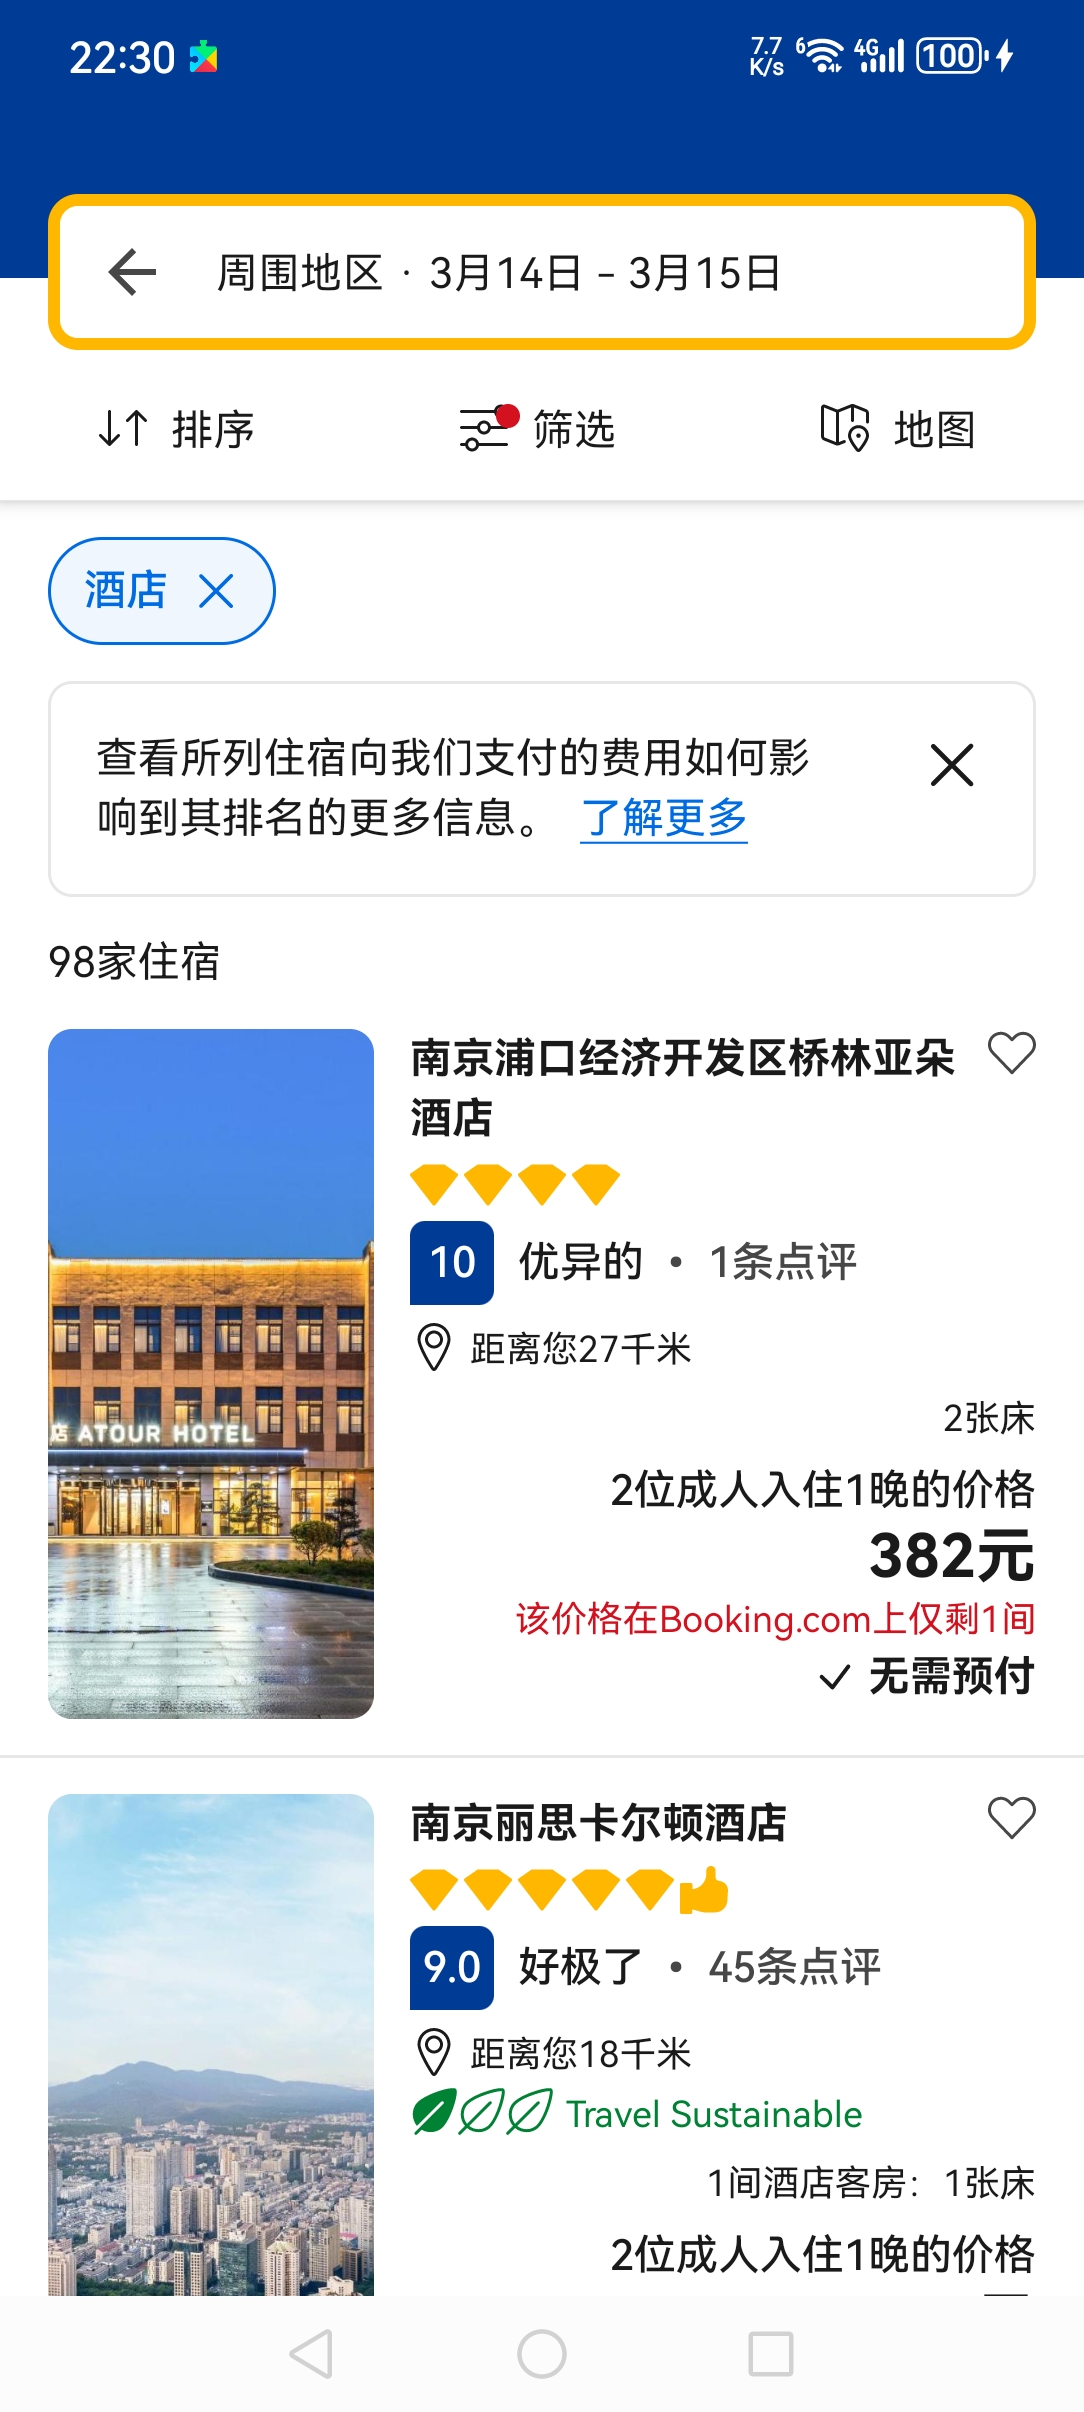 22:30
7.7 K/s 6 4G 100
周围地区 · 3月14日 – 3月15日
排序
筛选
地图
酒店
查看所列住宿向我们支付的费用如何影
响到其排名的更多信息。 了解更多
98家住宿
南京浦口经济开发区桥林亚朵
酒店
10 优异的 • 1条点评
距离您27千米
店 ATOUR HOTEL
2张床
2位成人入住1晚的价格
382元
该价格在Booking.com上仅剩1间
无需预付
南京丽思卡尔顿酒店
9.0 好极了 • 45条点评
距离您18千米
Travel Sustainable
1间酒店客房：1张床
2位成人入住1晚的价格